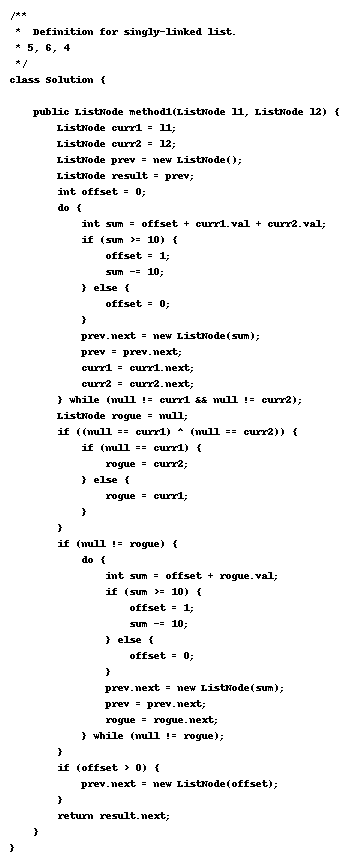 /**
 *  Definition for singly-linked list.
 * 5, 6, 4
 */
class Solution {

    public ListNode method1(ListNode l1, ListNode l2) {
        ListNode curr1 = l1;
        ListNode curr2 = l2;
        ListNode prev = new ListNode();
        ListNode result = prev;
        int offset = 0;
        do {
            int sum = offset + curr1.val + curr2.val;
            if (sum >= 10) {
                offset = 1;
                sum -= 10;
            } else {
                offset = 0;
            }
            prev.next = new ListNode(sum);
            prev = prev.next;
            curr1 = curr1.next;
            curr2 = curr2.next;
        } while (null != curr1 && null != curr2);
        ListNode rogue = null;
        if ((null == curr1) ^ (null == curr2)) {
            if (null == curr1) {
                rogue = curr2;
            } else {
                rogue = curr1;
            }
        }
        if (null != rogue) {
            do {
                int sum = offset + rogue.val;
                if (sum >= 10) {
                    offset = 1;
                    sum -= 10;
                } else {
                    offset = 0;
                }
                prev.next = new ListNode(sum);
                prev = prev.next;
                rogue = rogue.next;
            } while (null != rogue);
        }
        if (offset > 0) {
            prev.next = new ListNode(offset);
        }
        return result.next;
    }
}